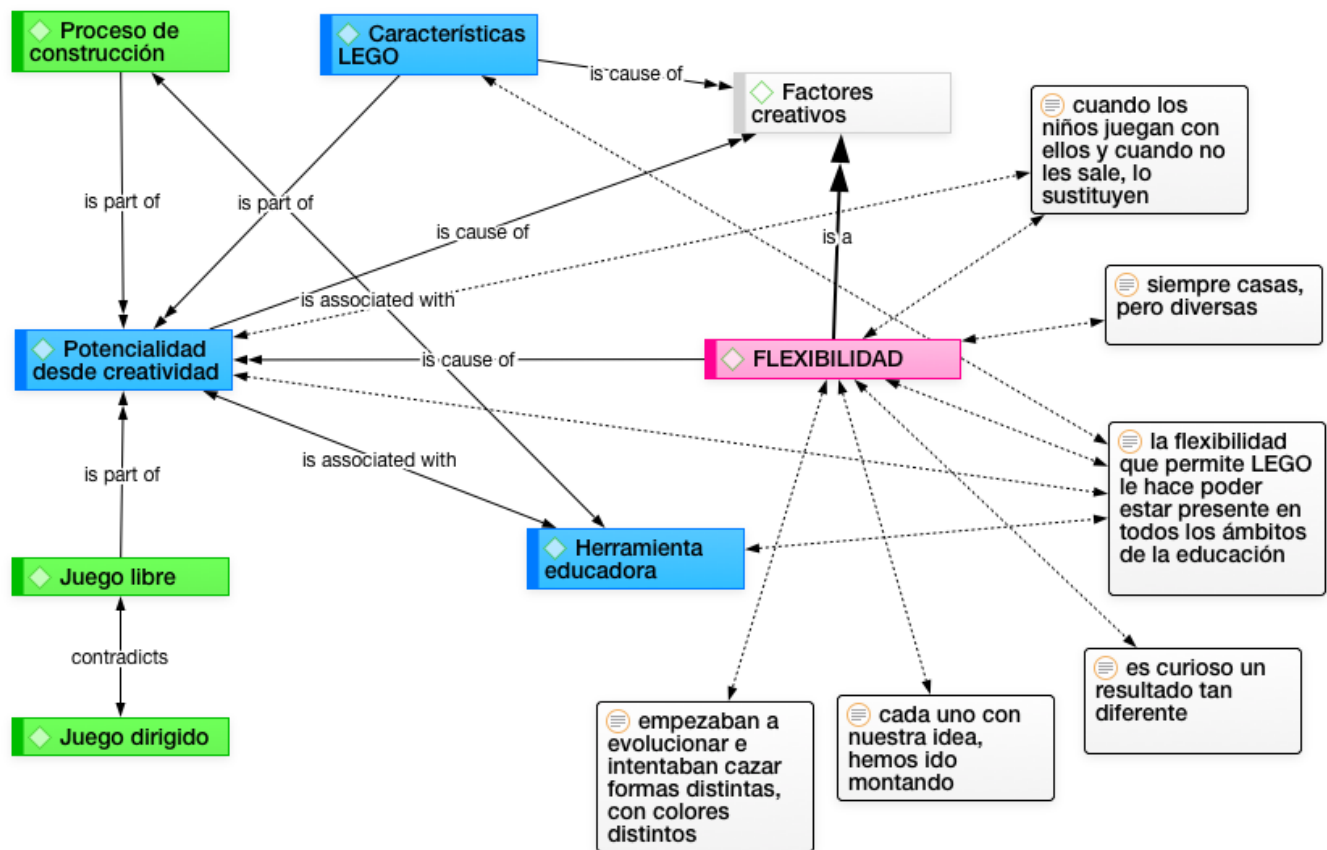 Proceso de
construcción
Características
LEGO
is cause of
Factores
creativos
cuando los
niños juegan con
ellos y cuando no
les sale, lo
sustituyen
is part of
is part of
is cause of
is a
is associated with
siempre casas,
pero diversas
Potencialidad
desde creatividad
is cause of
FLEXIBILIDAD
la flexibilidad
que permite LEGO
le hace poder
estar presente en
todos los ámbitos
de la educación
is part of
is associated with
Herramienta
educadora
Juego libre
contradicts
es curioso un
resultado tan
diferente
Juego dirigido
empezaban a
evolucionar e
intentaban cazar
formas distintas,
con colores
distintos
cada uno con
nuestra idea,
hemos ido
montando